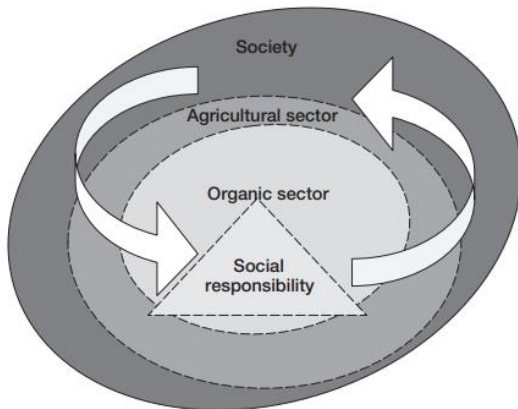 Society
Agricultural sector
Organic sector
Social
responsibility